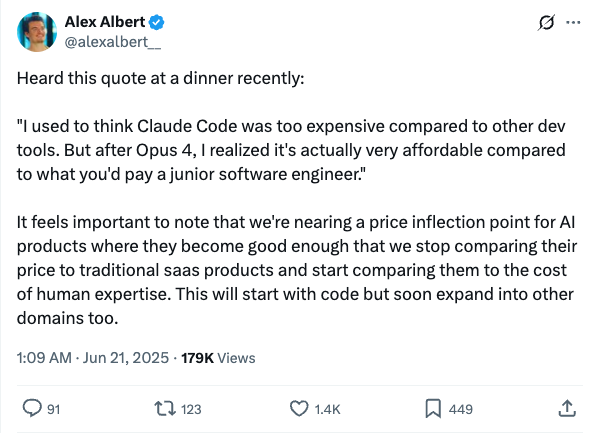 Alex Albert
@alexalbert__
Heard this quote at a dinner recently:
"I used to think Claude Code was too expensive compared to other dev
tools. But after Opus 4, I realized it's actually very affordable compared
to what you'd pay a junior software engineer."
It feels important to note that we're nearing a price inflection point for AI
products where they become good enough that we stop comparing their
price to traditional saas products and start comparing them to the cost
of human expertise. This will start with code but soon expand into other
domains too.
1:09 AM · Jun 21, 2025 · 179K Views
91 123 1.4K 449